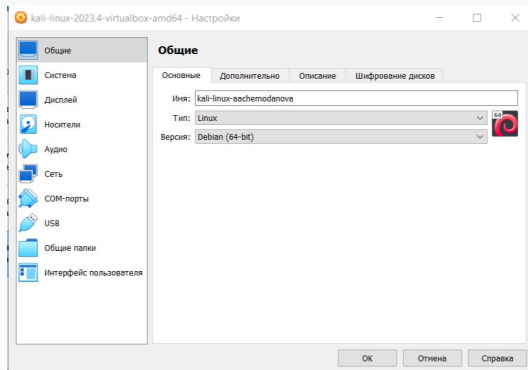 kali-linux-2023.4-virtualbox-amd64 - Настройки
Общие
Система
Дисплей
Носители
Аудио
Сеть
COM-порты
USB
Общие папки
Интерфейс пользователя
Общие
Основные Дополнительно Описание Шифрование дисков
Имя: kali-linux-aachemodanova
Тип: Linux
Версия: Debian (64-bit)
64
OK Отмена Справка